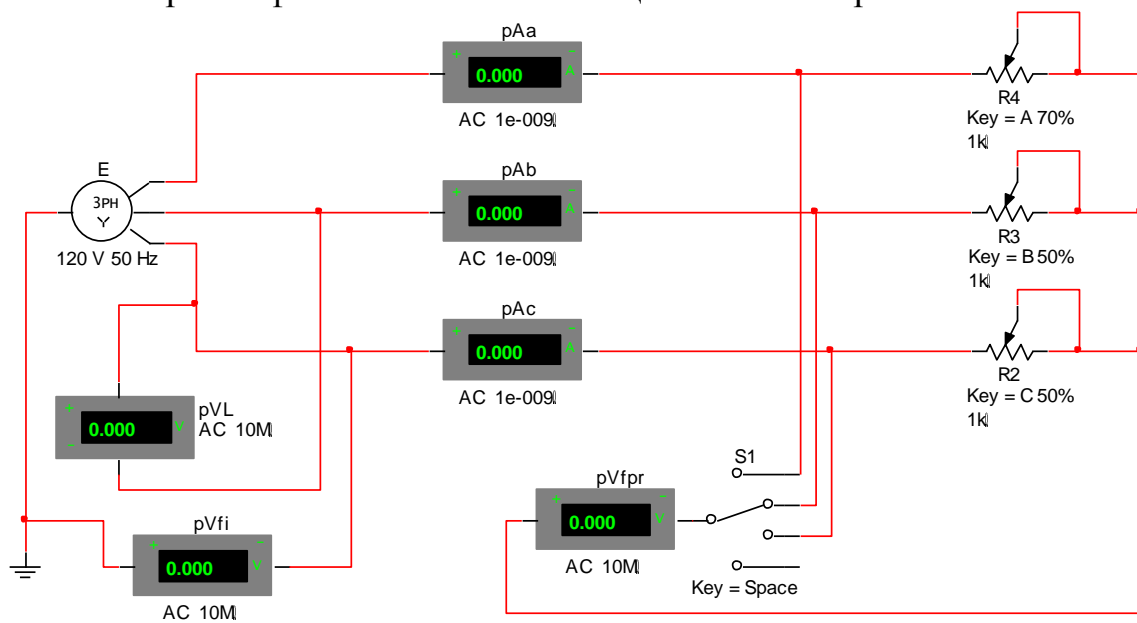 pAa
+ 0.000 – A
AC 1e-009
R4
Key = A 70%
1k
pAb
+ 0.000 – A
AC 1e-009
R3
Key = B 50%
1k
E
3PH
Y
120 V 50 Hz
pAc
+ 0.000 – A
AC 1e-009
R2
Key = C 50%
1k
pVL
+ 0.000 V –
AC 10M
S1
pVfpr
+ 0.000 – V
AC 10M
Key = Space
pVfi
+ 0.000 – V
AC 10M